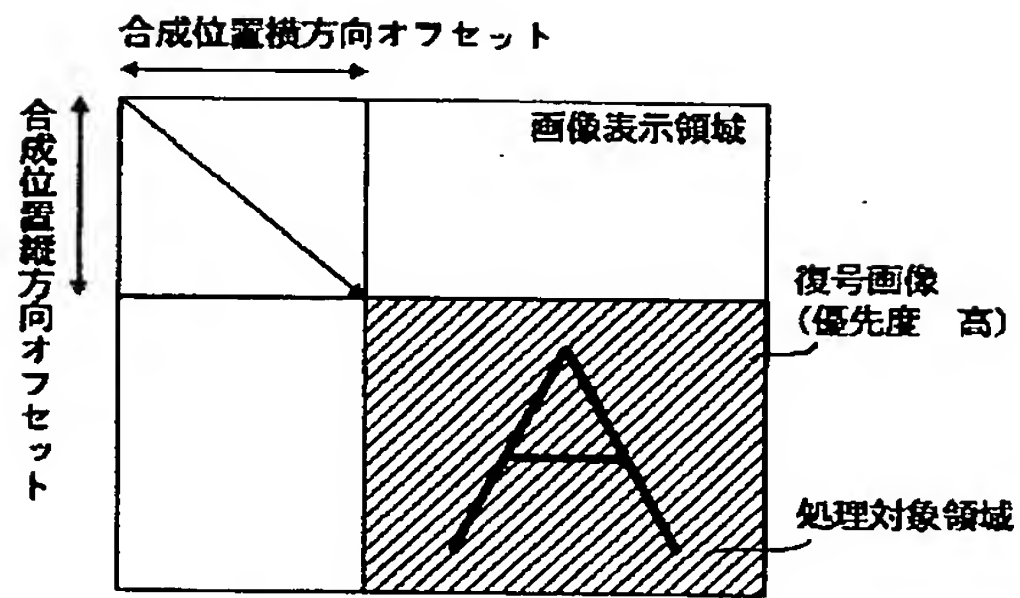 合成位置横方向オフセット
合成位置縦方向オフセット
画像表示領域
復号画像
（優先度　高）
A
処理対象領域